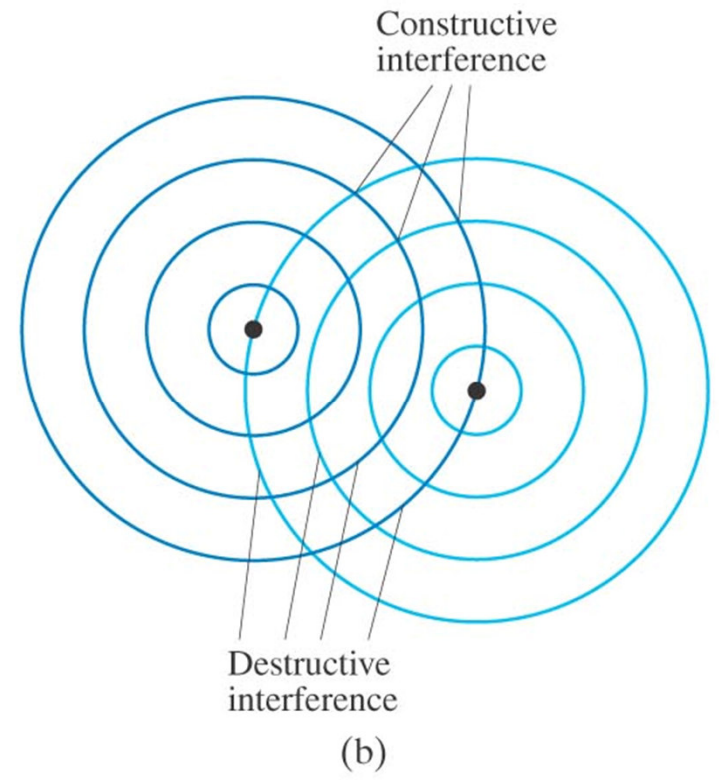 Constructive
interference
Destructive
interference
(b)